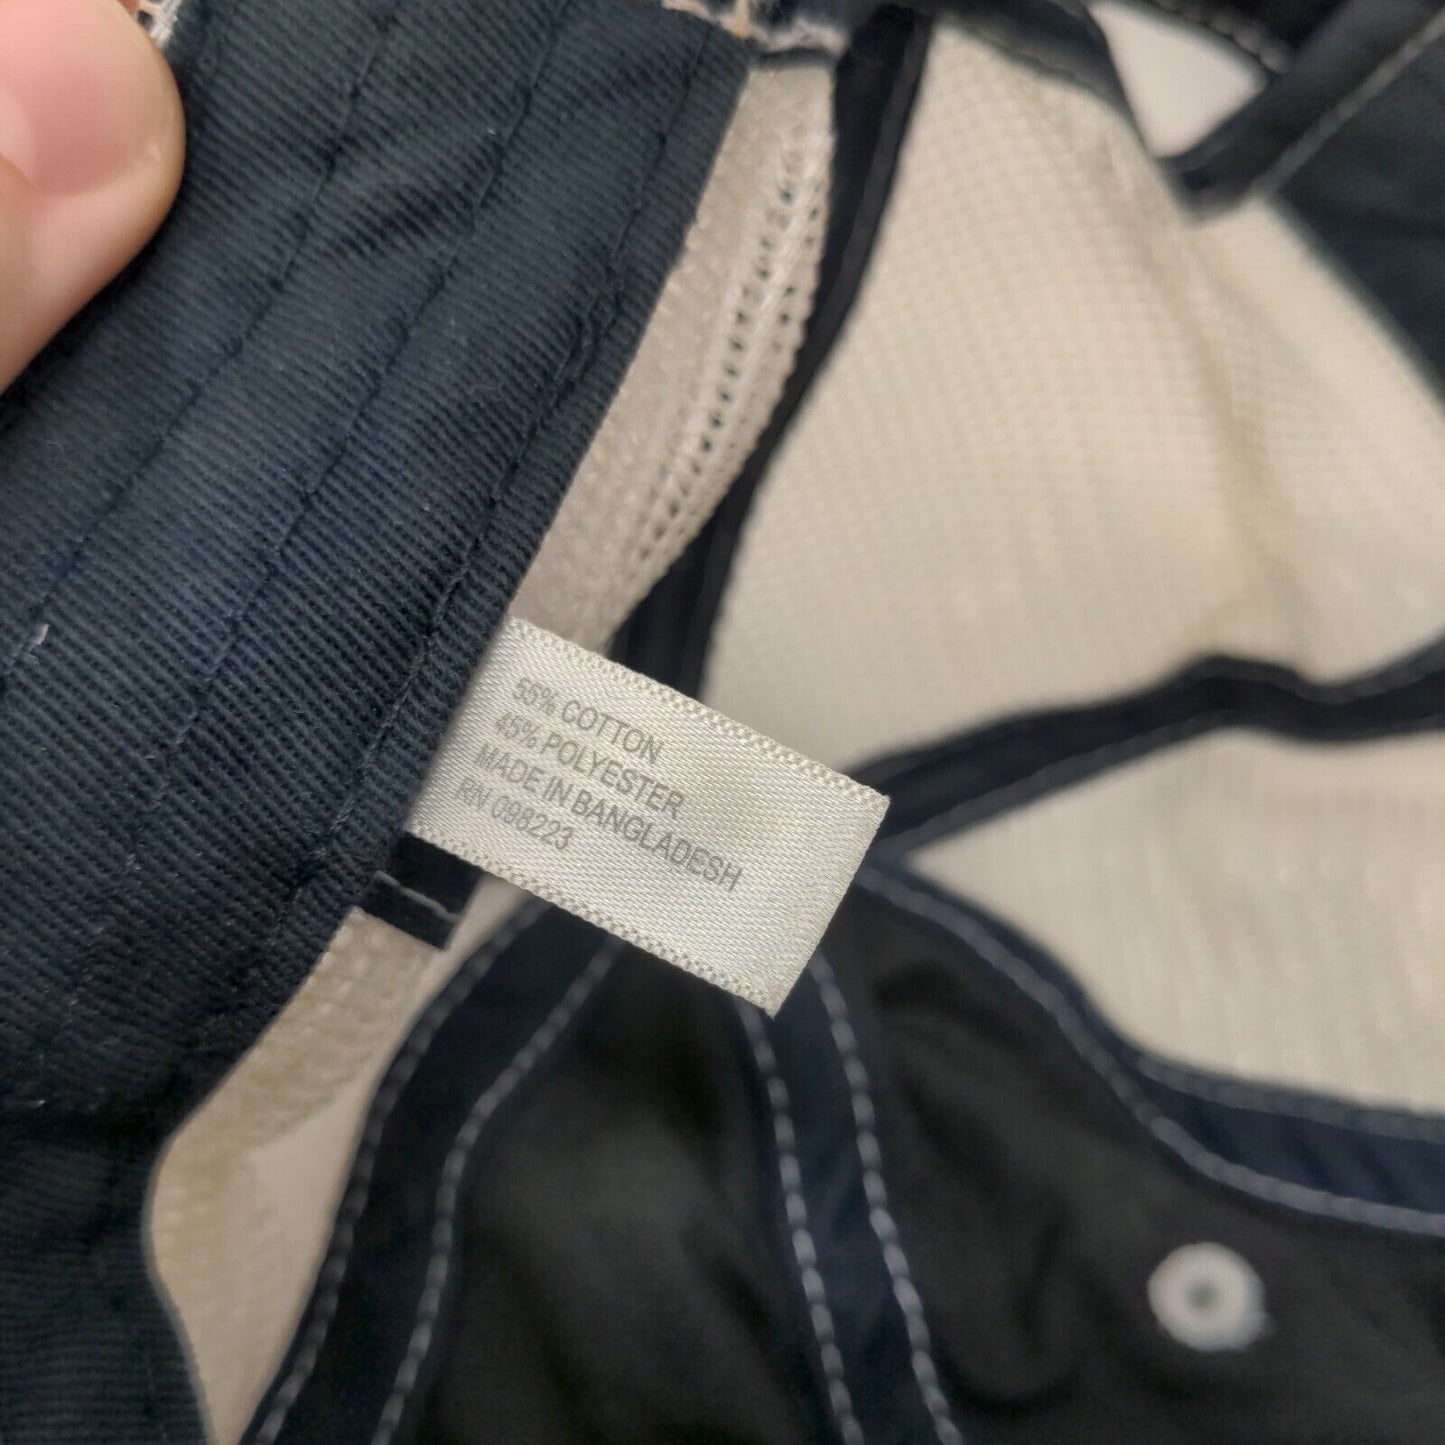 55% COTTON
45% POLYESTER
MADE IN BANGLADESH
RN 098223